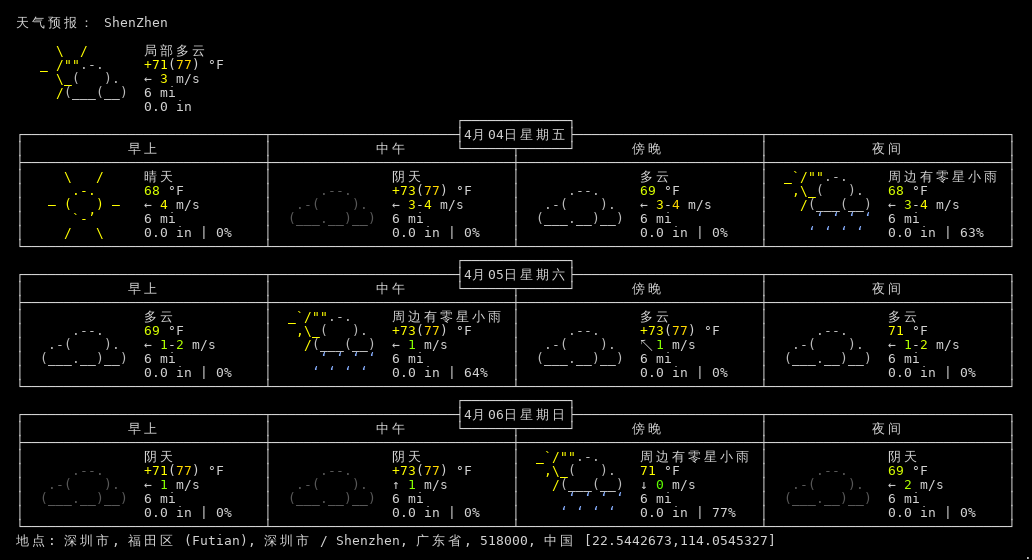 天气预报： ShenZhen
局部多云
+71(77) °F
← 3 m/s
6 mi
0.0 in
4月04日星期五
早上 中午 傍晚 夜间
晴天 阴天 多云 周边有零星小雨
68 °F +73(77) °F 69 °F 68 °F
← 4 m/s ← 3-4 m/s ← 3-4 m/s ← 3-4 m/s
6 mi 6 mi 6 mi 6 mi
0.0 in | 0% 0.0 in | 0% 0.0 in | 0% 0.0 in | 63%
4月05日星期六
早上 中午 傍晚 夜间
多云 周边有零星小雨 多云 多云
69 °F +73(77) °F +73(77) °F 71 °F
← 1-2 m/s ← 1 m/s ↖ 1 m/s ← 1-2 m/s
6 mi 6 mi 6 mi 6 mi
0.0 in | 0% 0.0 in | 64% 0.0 in | 0% 0.0 in | 0%
4月06日星期日
早上 中午 傍晚 夜间
阴天 阴天 周边有零星小雨 阴天
+71(77) °F +73(77) °F 71 °F 69 °F
← 1 m/s ↑ 1 m/s ↓ 0 m/s ← 2 m/s
6 mi 6 mi 6 mi 6 mi
0.0 in | 0% 0.0 in | 0% 0.0 in | 77% 0.0 in | 0%
地点: 深圳市, 福田区 (Futian), 深圳市 / Shenzhen, 广东省, 518000, 中国 [22.5442673,114.0545327]